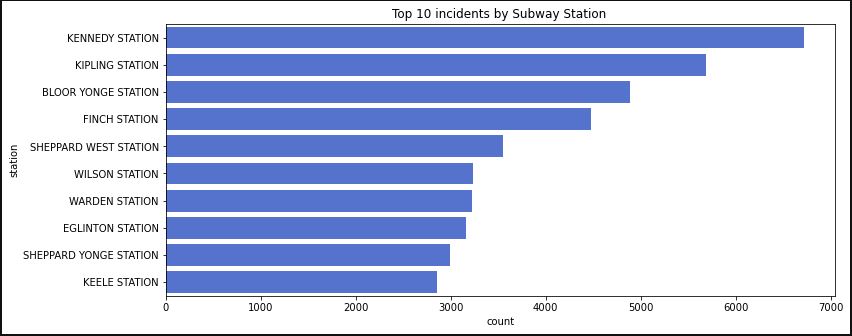 Top 10 incidents by Subway Station
station
KENNEDY STATION
KIPLING STATION
BLOOR YONGE STATION
FINCH STATION
SHEPPARD WEST STATION
WILSON STATION
WARDEN STATION
EGLINTON STATION
SHEPPARD YONGE STATION
KEELE STATION
0 1000 2000 3000 4000 5000 6000 7000
count